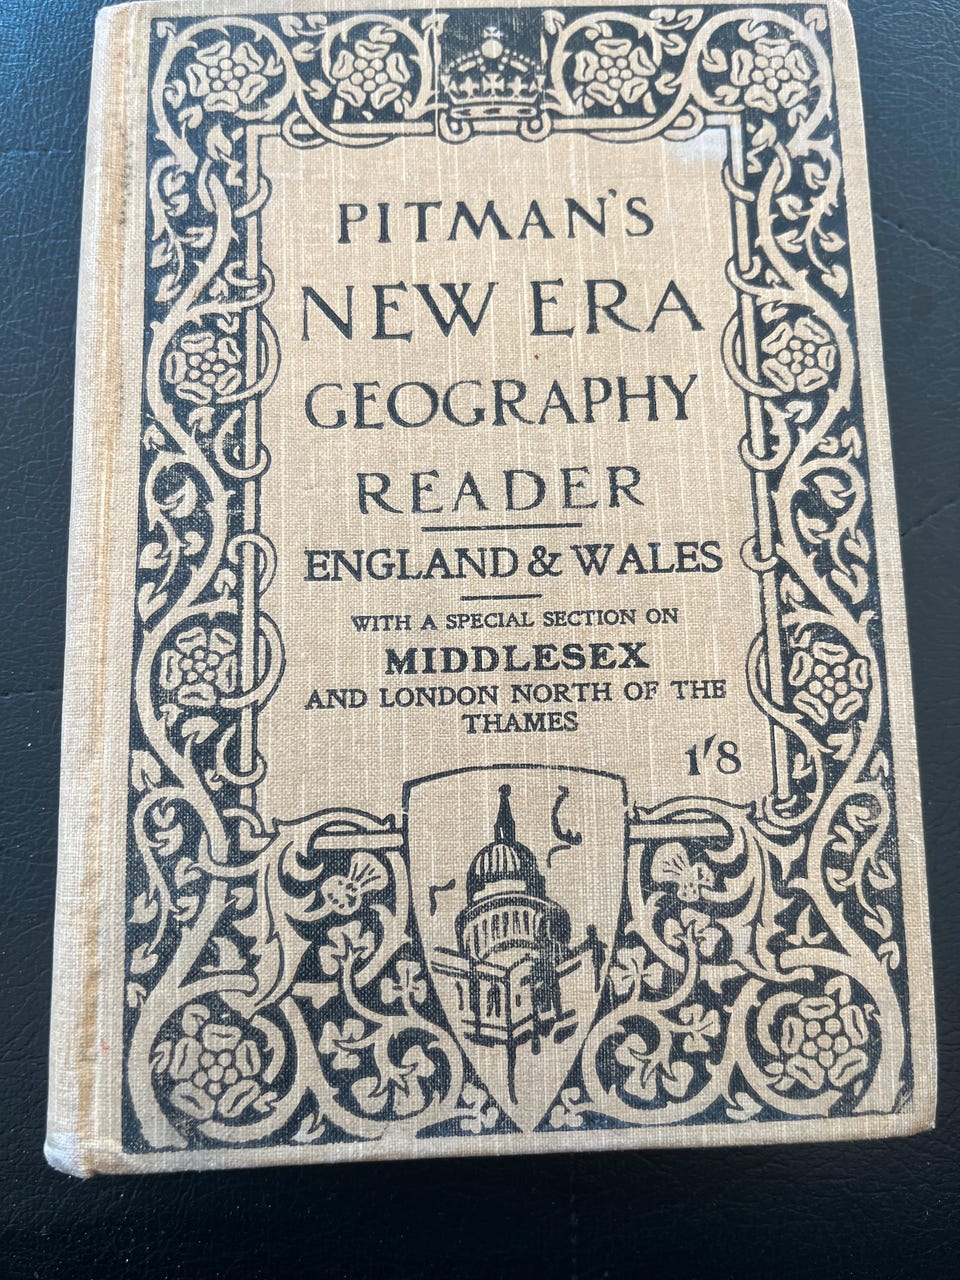 PITMAN'S
NEW ERA
GEOGRAPHY
READER
ENGLAND & WALES
WITH A SPECIAL SECTION ON
MIDDLESEX
AND LONDON NORTH OF THE
THAMES
1/8